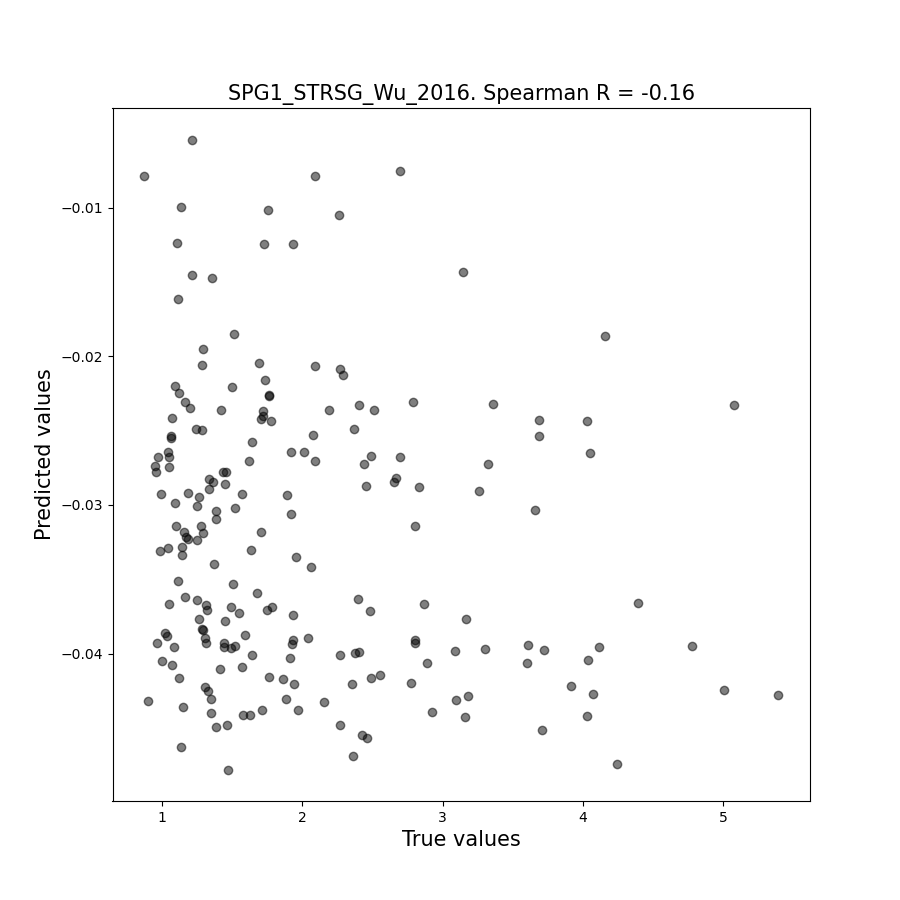 SPG1_STRSG_Wu_2016. Spearman R = -0.16
−0.01
−0.02
−0.03
−0.04
Predicted values
1 2 3 4 5
True values